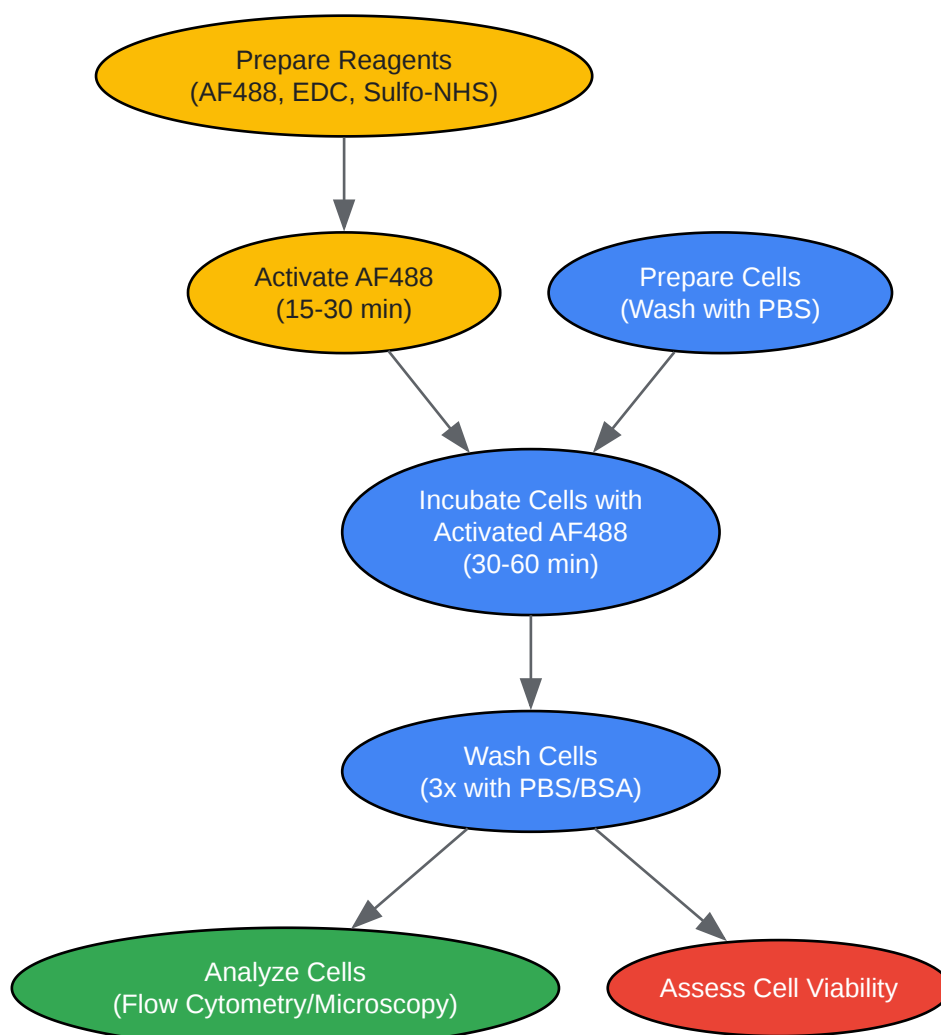 Prepare Reagents
(AF488, EDC, Sulfo-NHS)
Activate AF488
(15-30 min)
Prepare Cells
(Wash with PBS)
Incubate Cells with
Activated AF488
(30-60 min)
Wash Cells
(3x with PBS/BSA)
Analyze Cells
(Flow Cytometry/Microscopy)
Assess Cell Viability